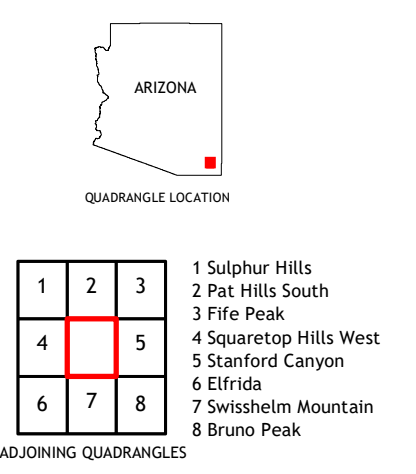 ARIZONA
QUADRANGLE LOCATION
1 2 3
4 5
6 7 8
ADJOINING QUADRANGLES
1 Sulphur Hills
2 Pat Hills South
3 Fife Peak
4 Squaretop Hills West
5 Stanford Canyon
6 Elfrida
7 Swisshelm Mountain
8 Bruno Peak